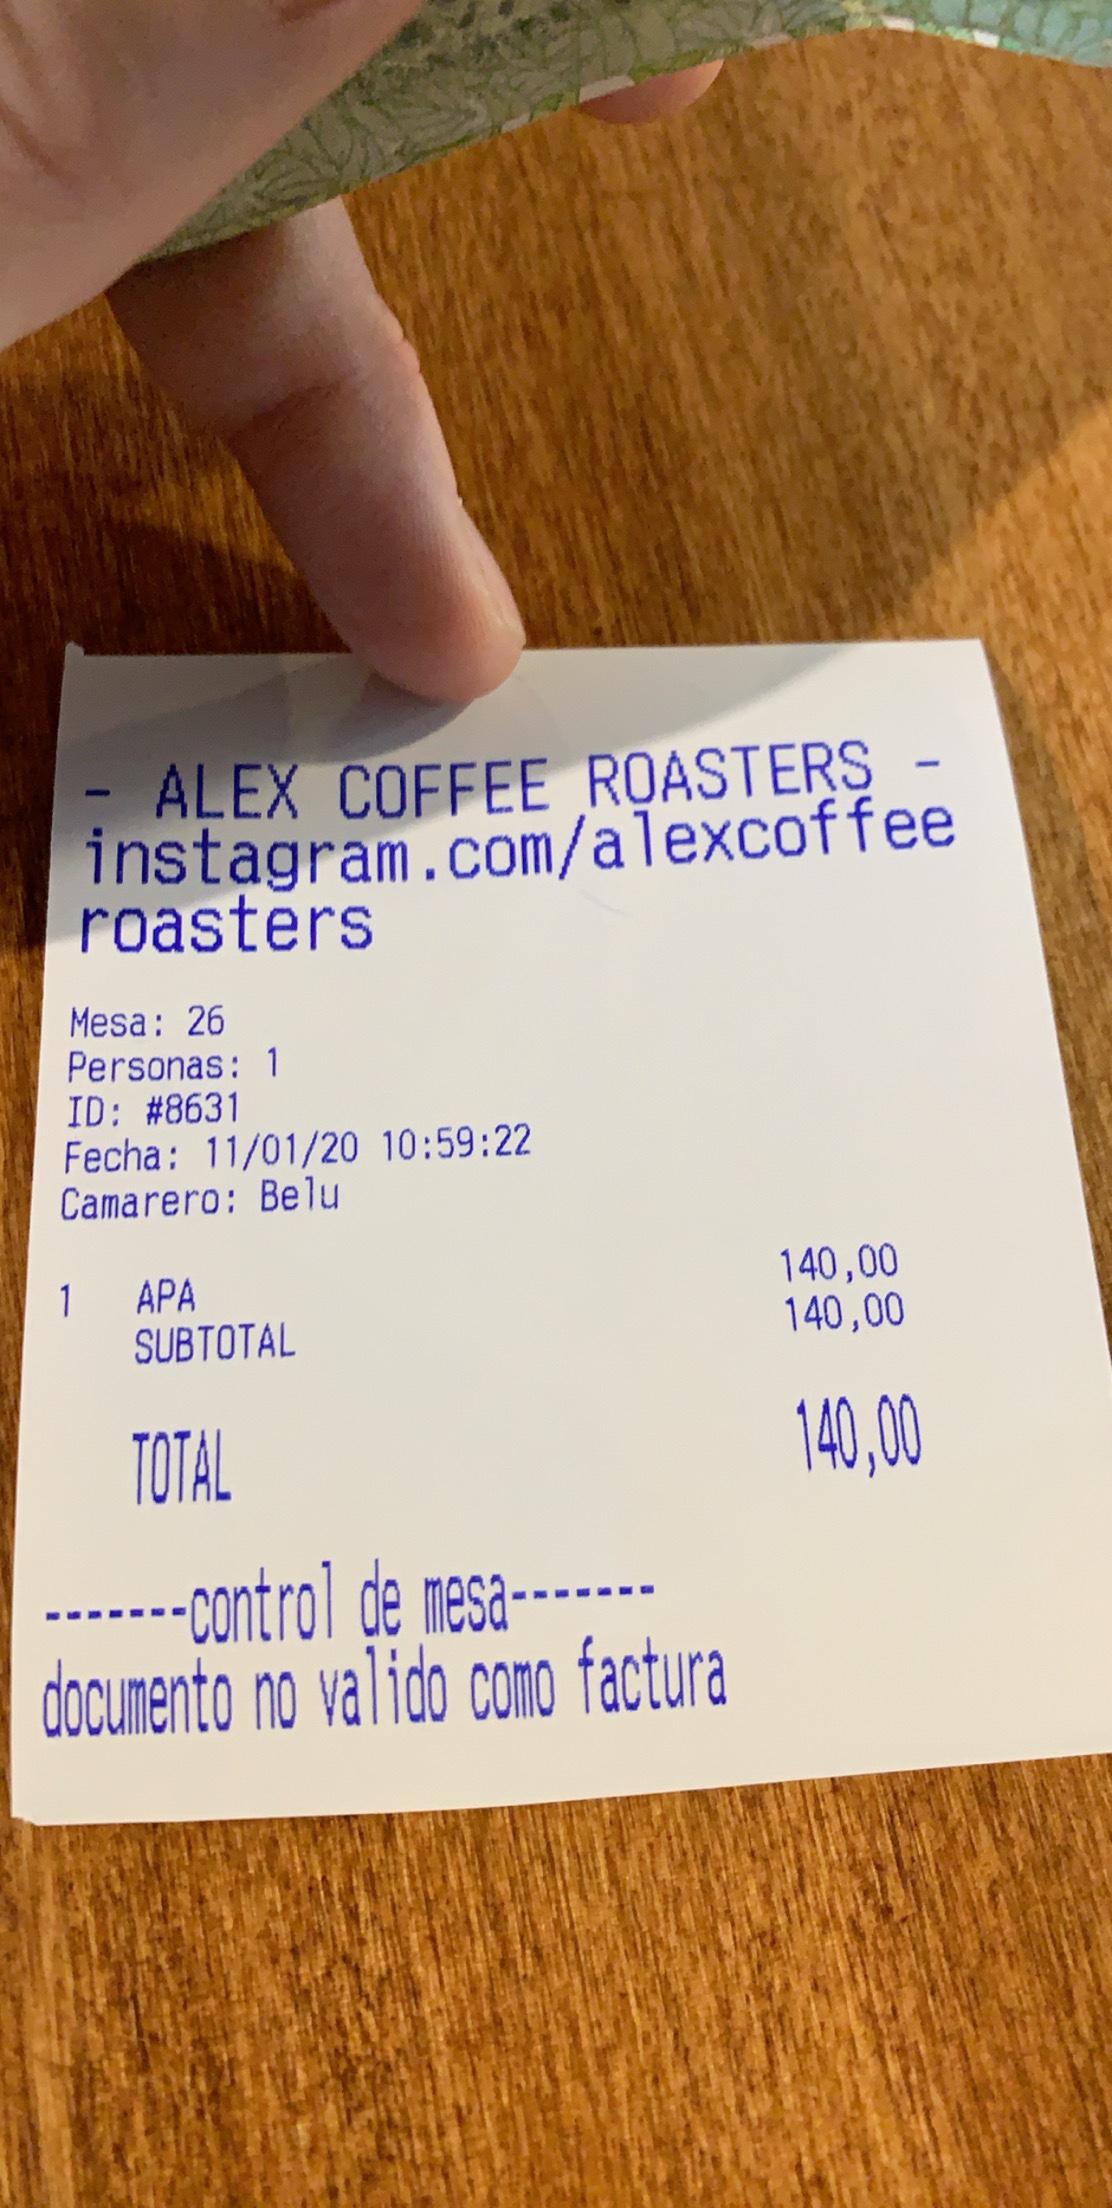 - ALEX COFFEE ROASTERS -
instagram.com/alexcoffee
roasters
Mesa: 26
Personas: 1
ID: #8631
Fecha: 11/01/20 10:59:22
Camarero: Belu
1 APA 140,00
SUBTOTAL 140,00
TOTAL 140,00
-------control de mesa-------
documento no valido como factura